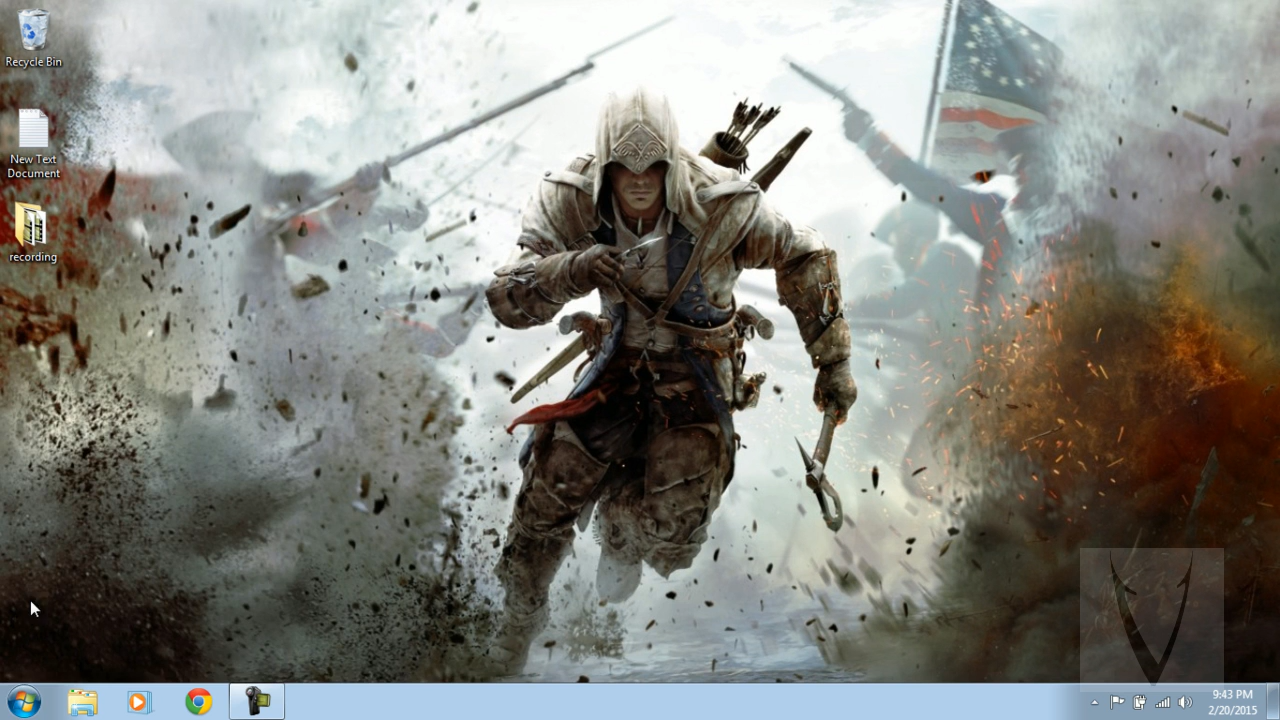 Recycle Bin
New Text
Document
recording
9:43 PM
2/20/2015